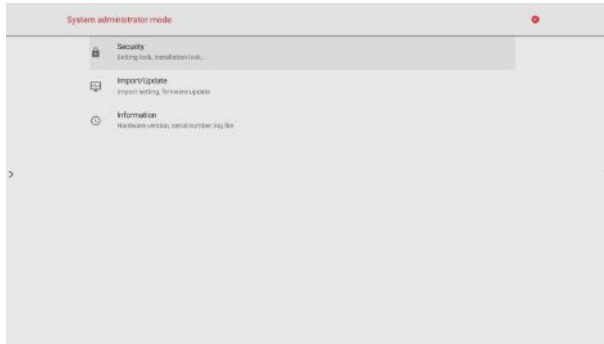 System administrator mode
Security
Setting lock, installation lock...
Import/Update
Import setting, firmware update
Information
Hardware version, serial number, log file